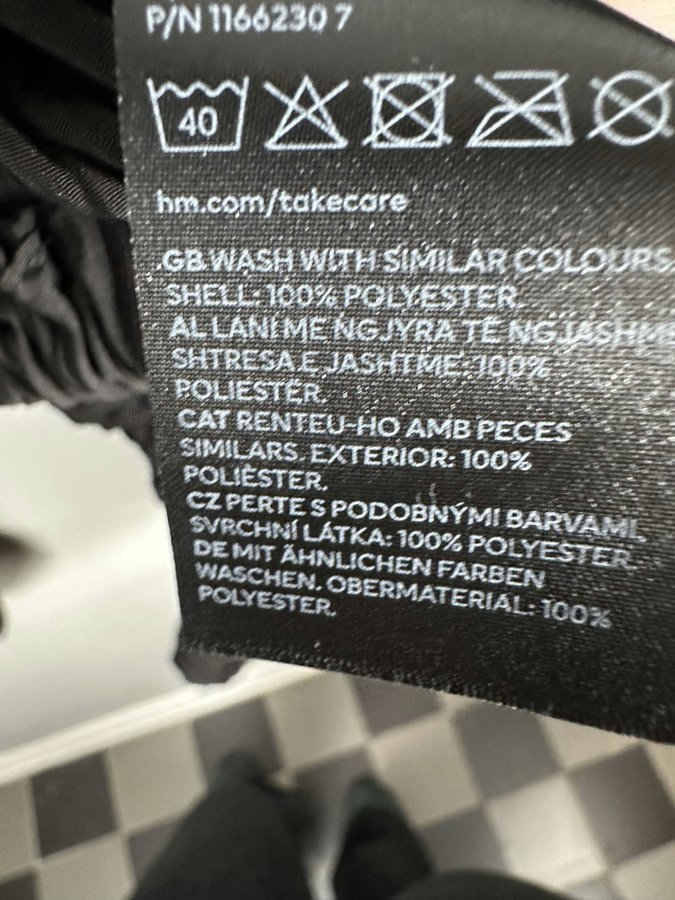 P/N 1166230 7
40
hm.com/takecare
GB WASH WITH SIMILAR COLOURS.
SHELL: 100% POLYESTER.
AL LANI ME NGJYRA TË NGJASHME
SHTRESA E JASHTME: 100%
POLIESTËR.
CAT RENTEU-HO AMB PECES
SIMILARS. EXTERIOR: 100%
POLIÈSTER.
CZ PERTE S PODOBNÝMI BARVAMI.
SVRCHNÍ LÁTKA: 100% POLYESTER.
DE MIT ÄHNLICHEN FARBEN
WASCHEN. OBERMATERIAL: 100%
POLYESTER.